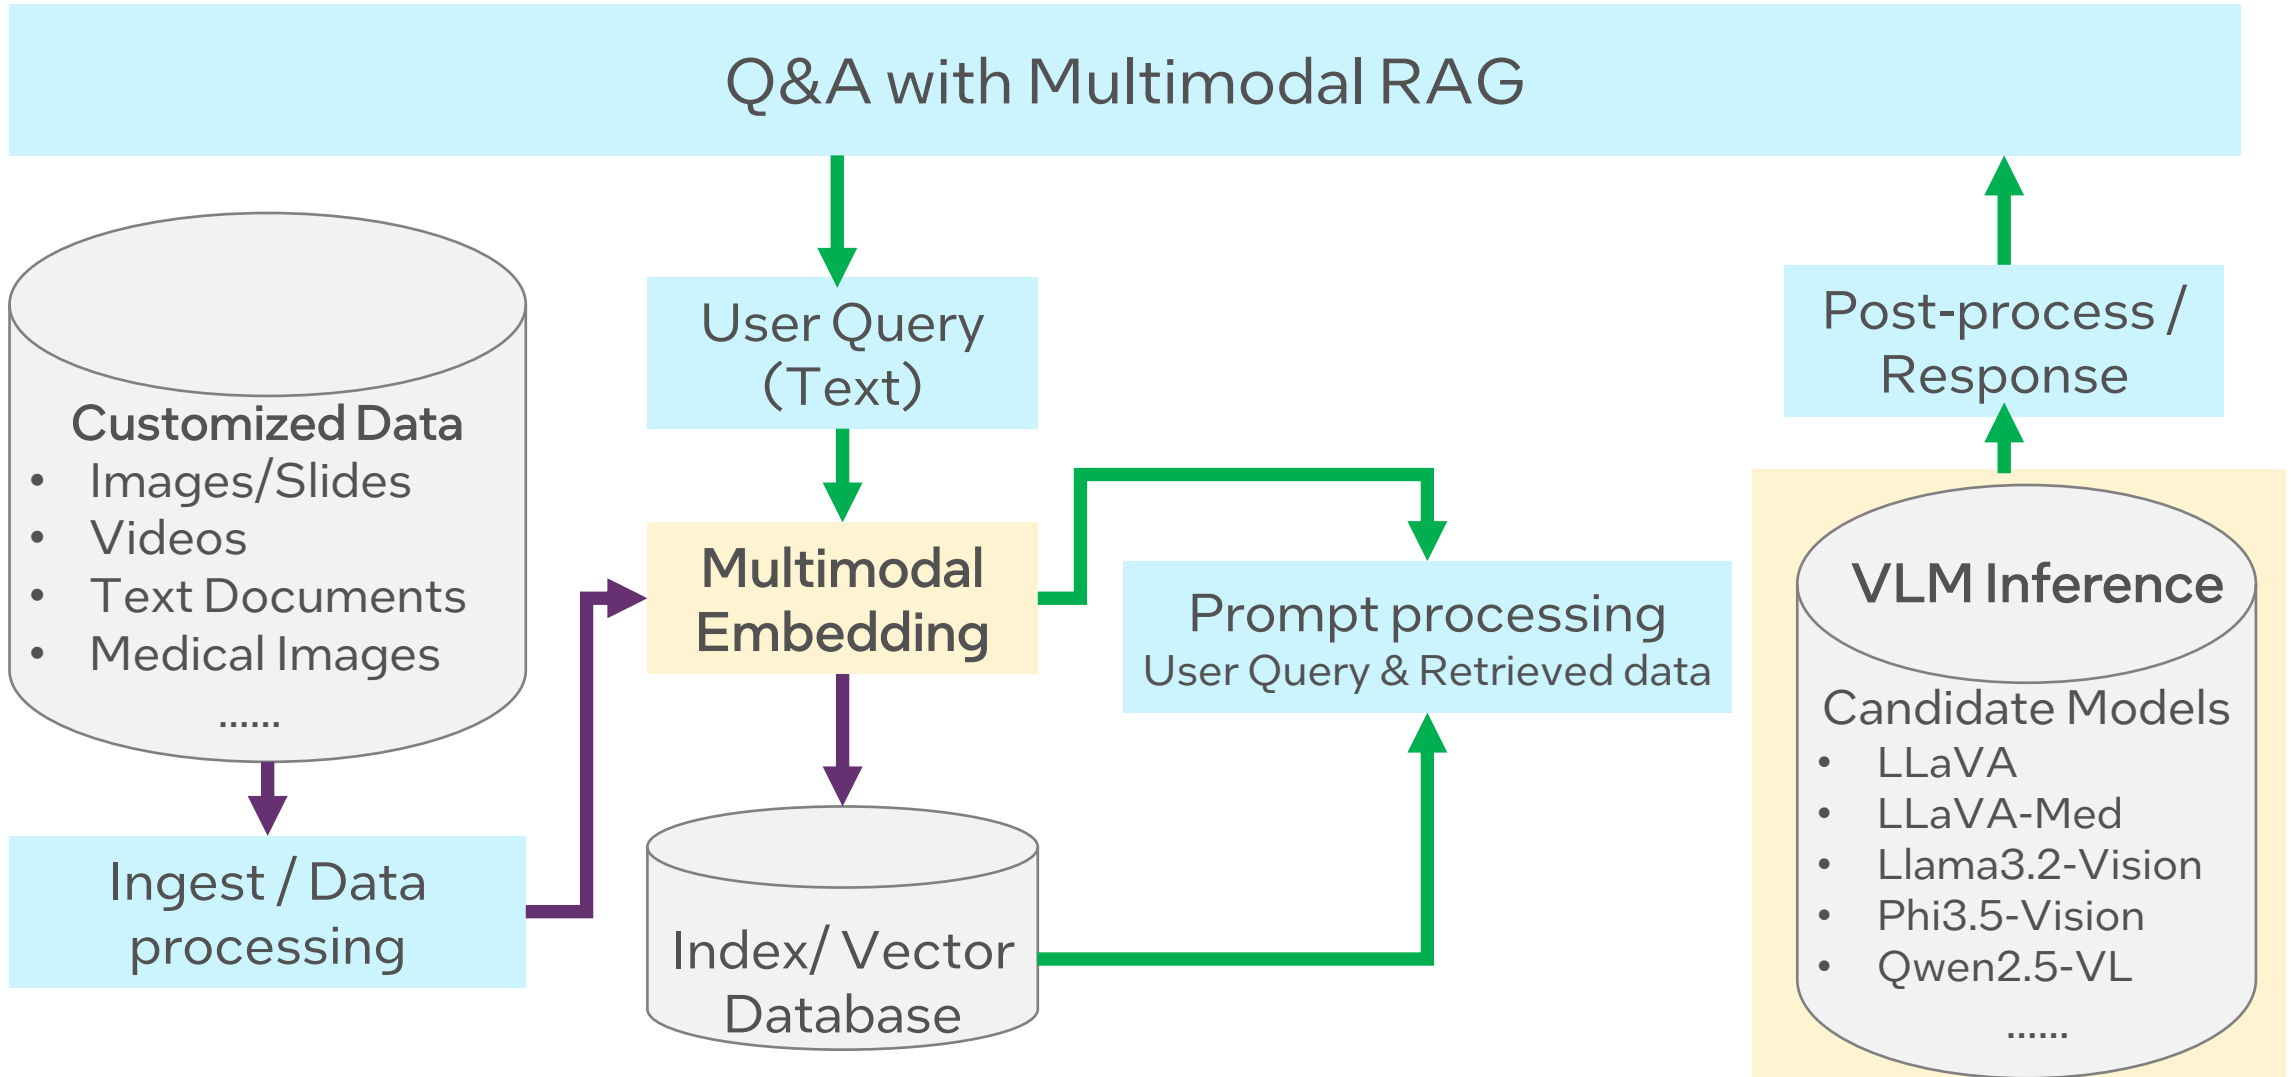 Q&A with Multimodal RAG
Customized Data
• Images/Slides
• Videos
• Text Documents
• Medical Images
......
Ingest / Data
processing
User Query
(Text)
Multimodal
Embedding
Index/ Vector
Database
Prompt processing
User Query & Retrieved data
Post-process /
Response
VLM Inference
Candidate Models
• LLaVA
• LLaVA-Med
• Llama3.2-Vision
• Phi3.5-Vision
• Qwen2.5-VL
......